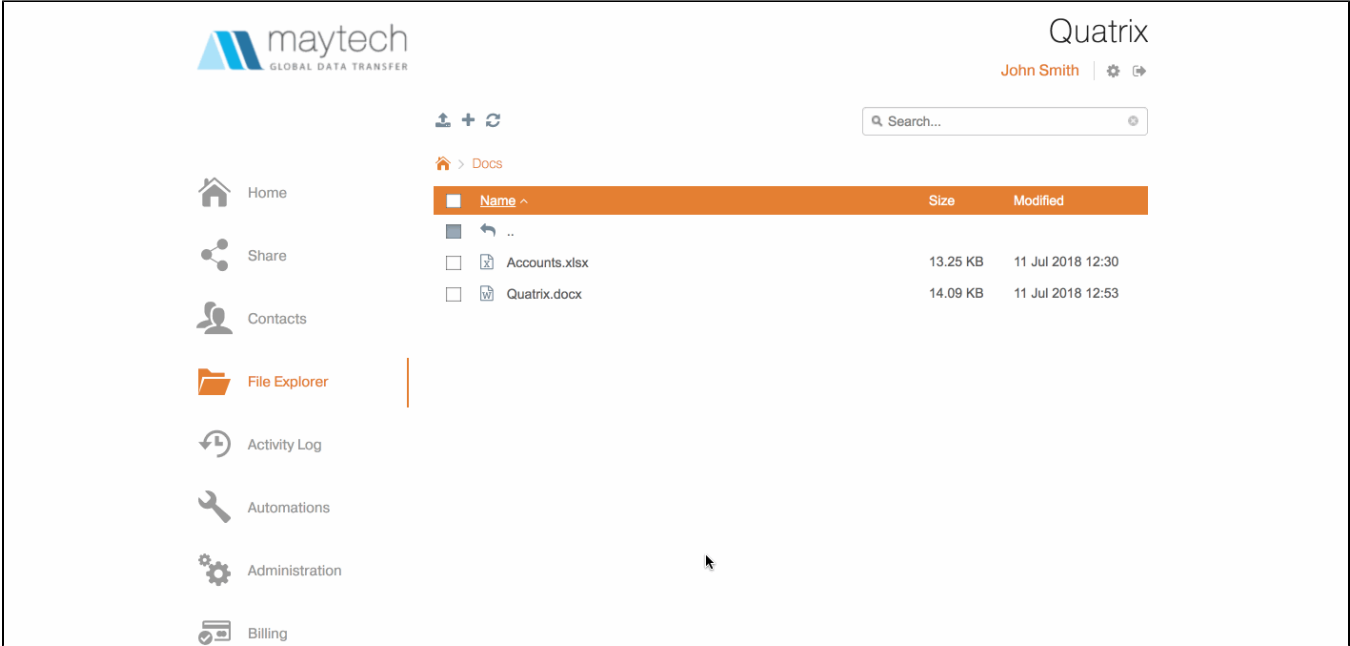 maytech
GLOBAL DATA TRANSFER
Quatrix
John Smith
Search...
> Docs
Name Size Modified
..
Accounts.xlsx 13.25 KB 11 Jul 2018 12:30
Quatrix.docx 14.09 KB 11 Jul 2018 12:53
Home
Share
Contacts
File Explorer
Activity Log
Automations
Administration
Billing